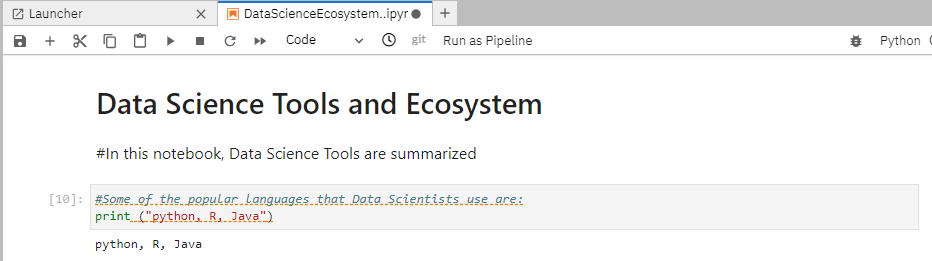 Launcher
DataScienceEcosystem..ipyr
Code
git
Run as Pipeline
Python
Data Science Tools and Ecosystem
#In this notebook, Data Science Tools are summarized
[10]:
#Some of the popular languages that Data Scientists use are:
print ("python, R, Java")
python, R, Java